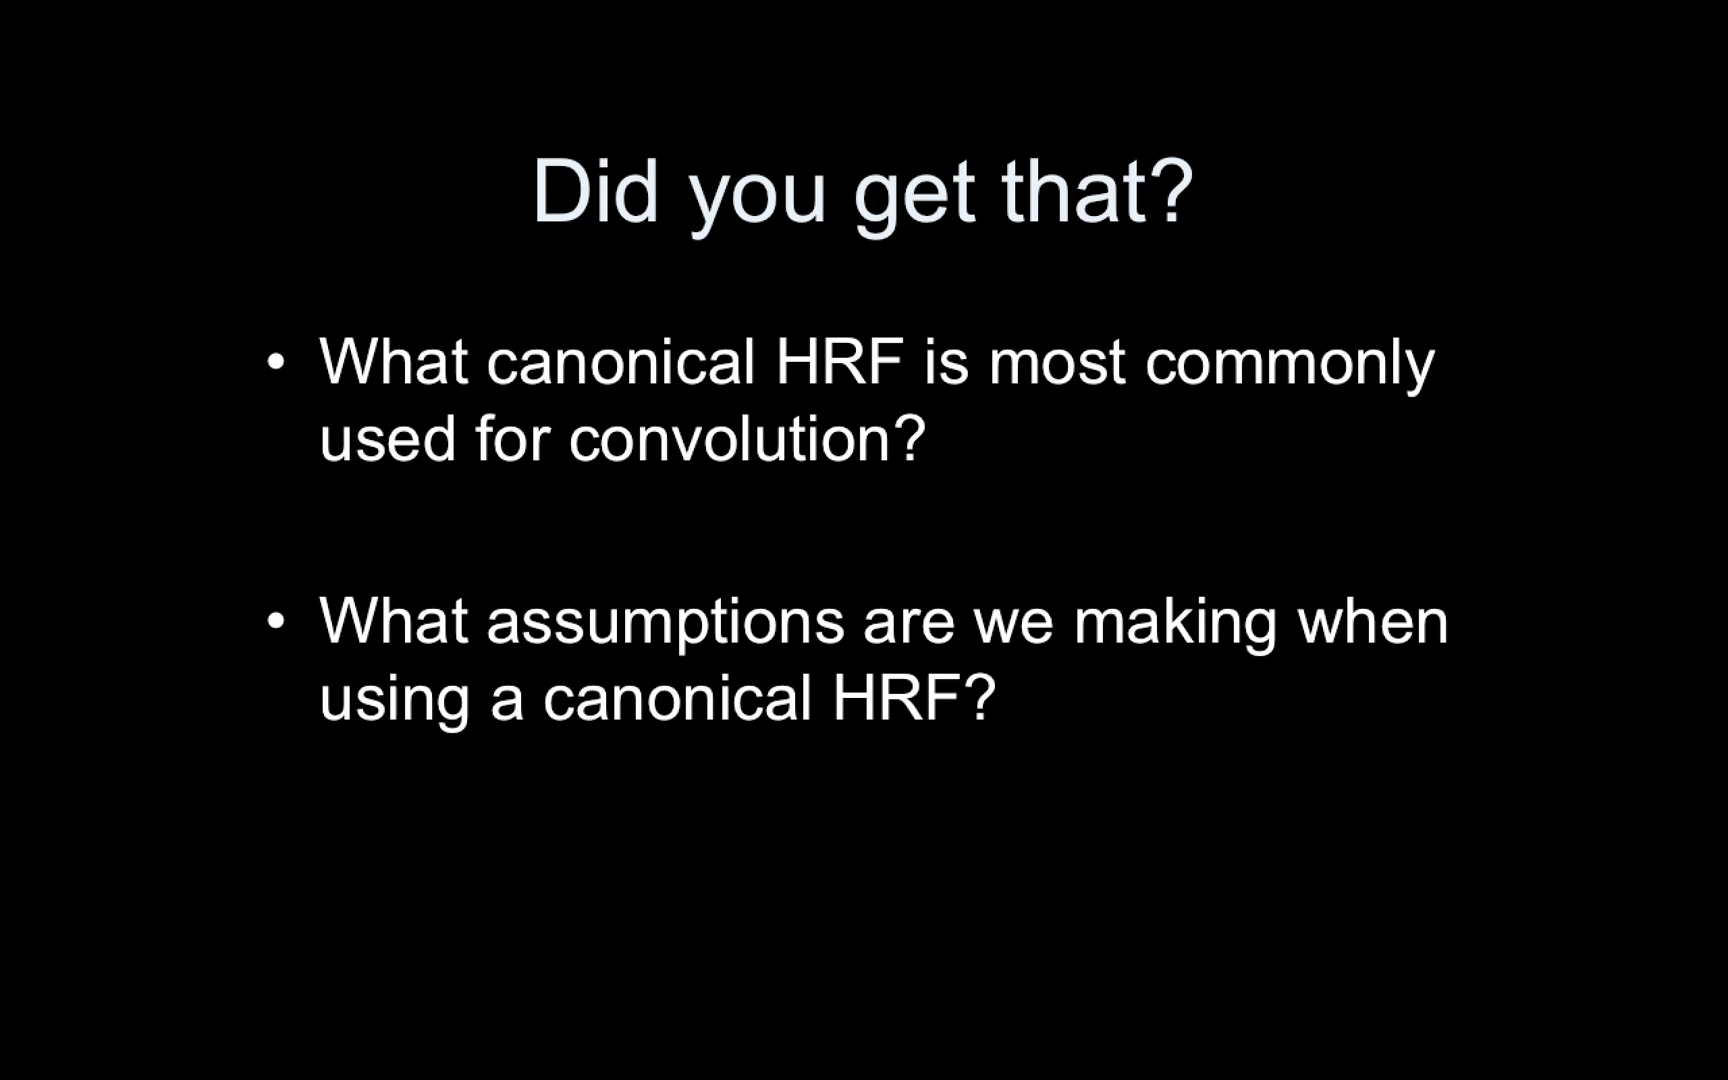 Did you get that?
• What canonical HRF is most commonly
used for convolution?
• What assumptions are we making when
using a canonical HRF?